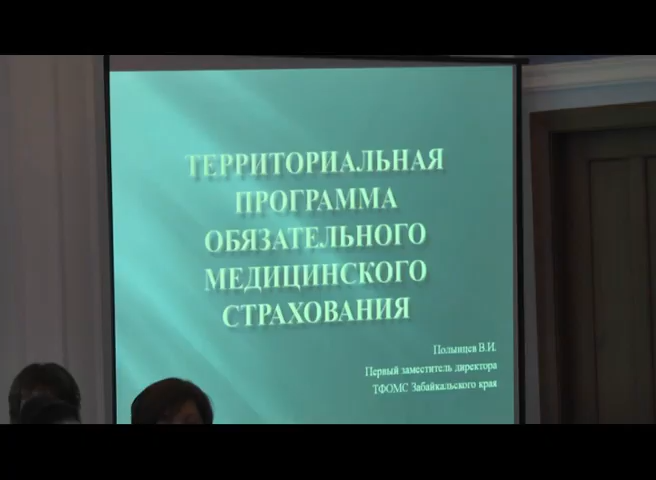 ТЕРРИТОРИАЛЬНАЯ
ПРОГРАММА
ОБЯЗАТЕЛЬНОГО
МЕДИЦИНСКОГО
СТРАХОВАНИЯ
Полынцев В.И.
Первый заместитель директора
ТФОМС Забайкальского края